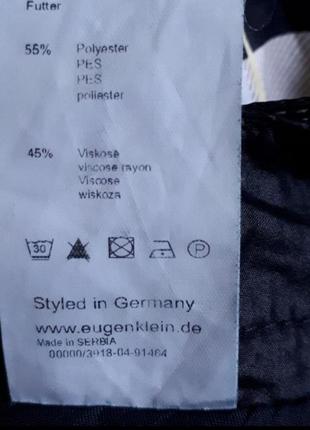 Futter
55% Polyester
PES
PES
poliester
45% Viskose
viscose rayon
Viscose
wiskoza
30 P
Styled in Germany
www.eugenklein.de
Made in SERBIA
00000/3918-04-91464